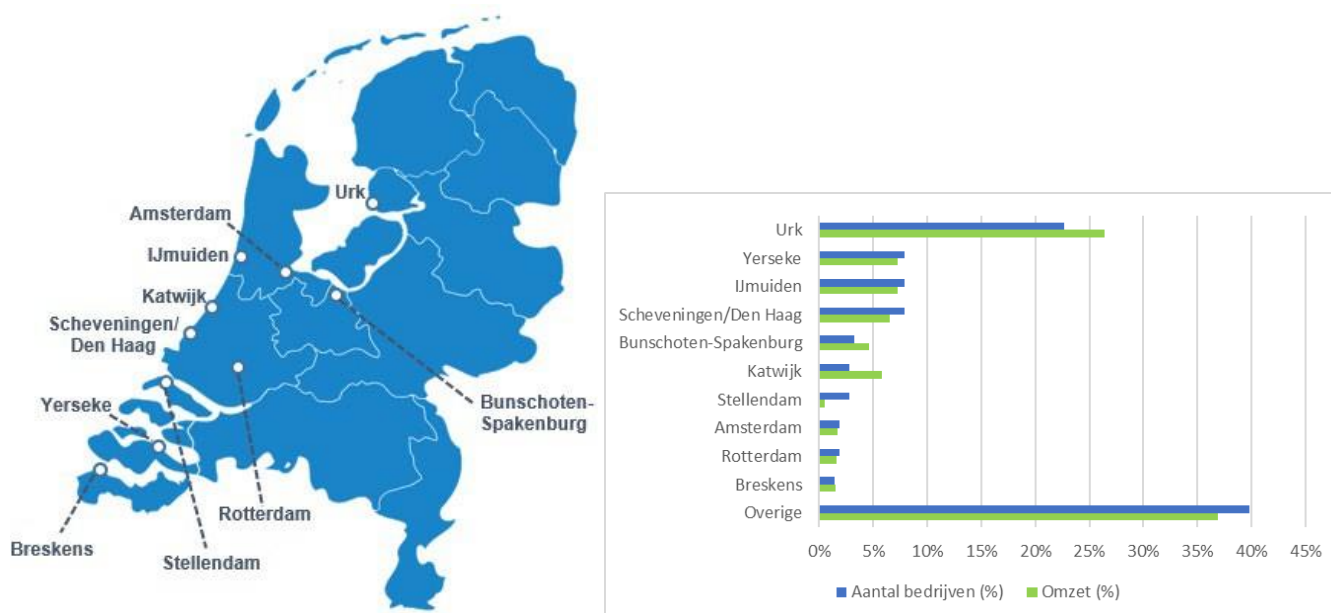 Urk
Amsterdam
IJmuiden
Katwijk
Scheveningen/
Den Haag
Yerseke
Bunschoten-
Spakenburg
Rotterdam
Breskens
Stellendam
Urk
Yerseke
IJmuiden
Scheveningen/Den Haag
Bunschoten-Spakenburg
Katwijk
Stellendam
Amsterdam
Rotterdam
Breskens
Overige
0% 5% 10% 15% 20% 25% 30% 35% 40% 45%
Aantal bedrijven (%) Omzet (%)